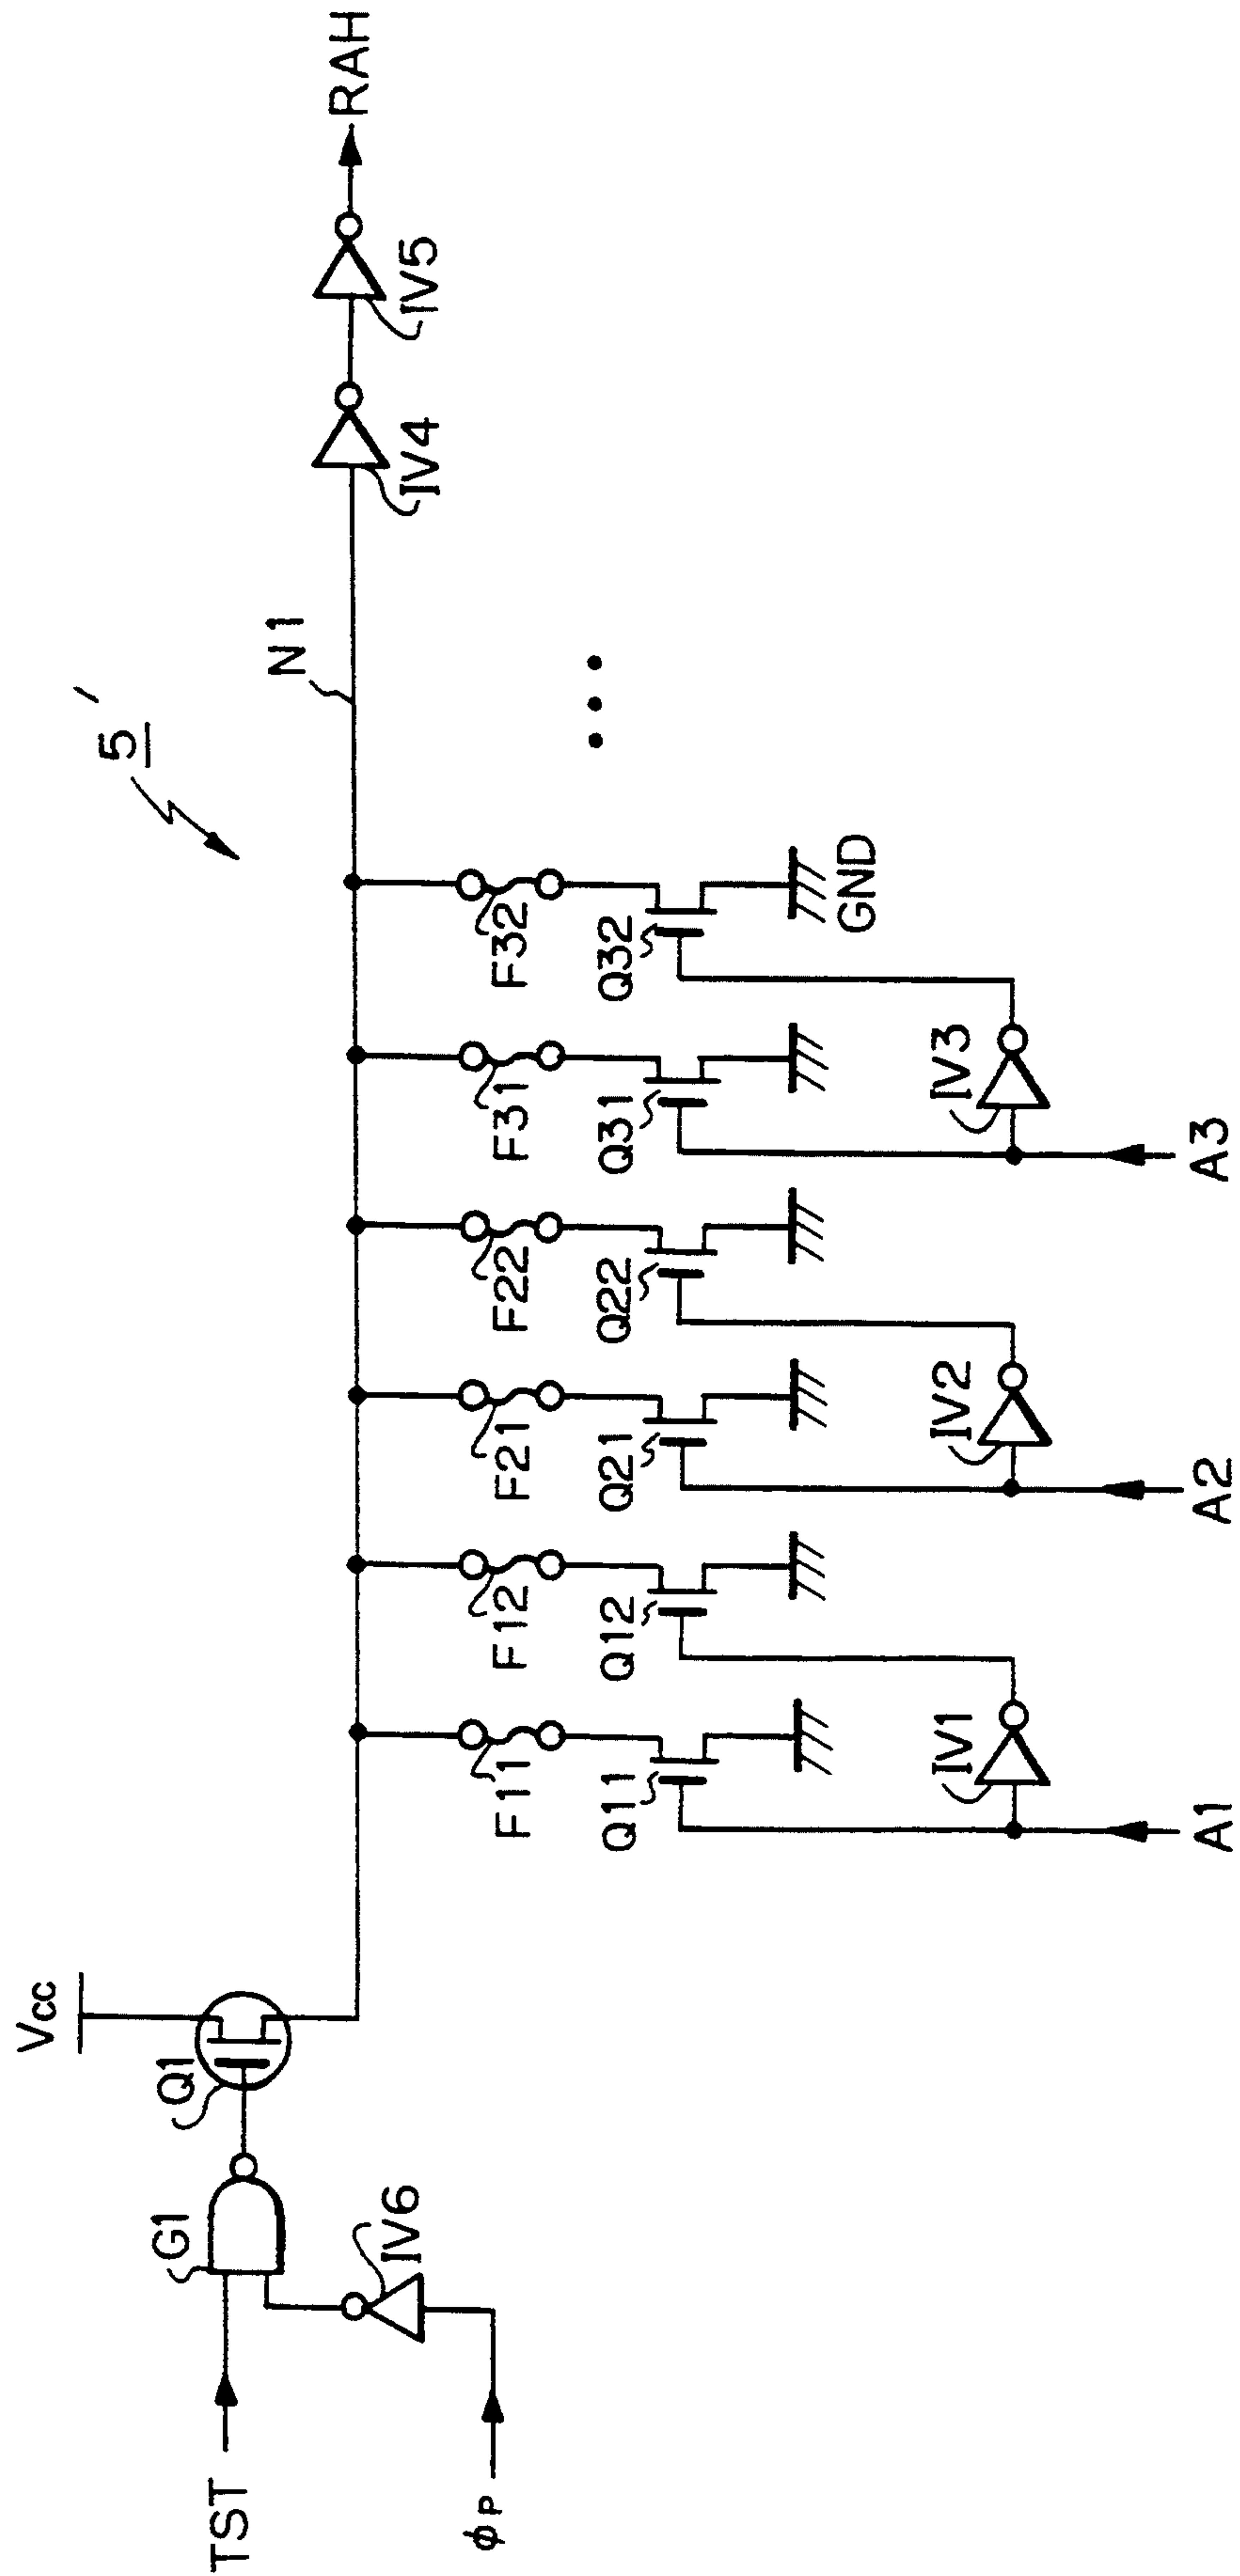 5'
Vcc
Q1
G1
TST
IV6
φP
N1
IV4
IV5
RAH
F11
F12
F21
F22
F31
F32
Q11
Q12
Q21
Q22
Q31
Q32
GND
IV1
IV2
IV3
A1
A2
A3